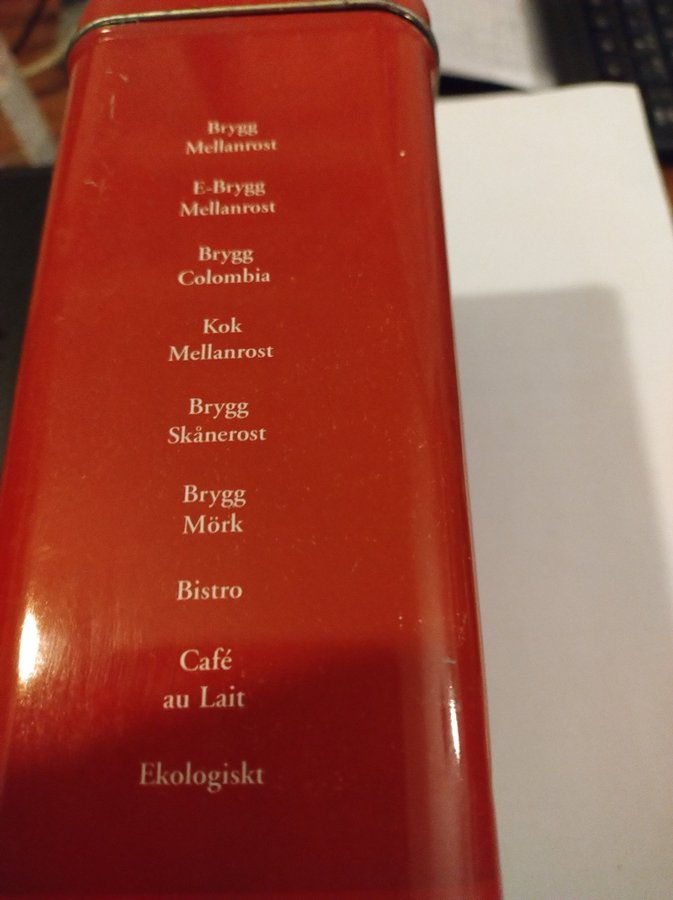 Brygg
Mellanrost
E-Brygg
Mellanrost
Brygg
Colombia
Kok
Mellanrost
Brygg
Skånerost
Brygg
Mörk
Bistro
Café
au Lait
Ekologiskt